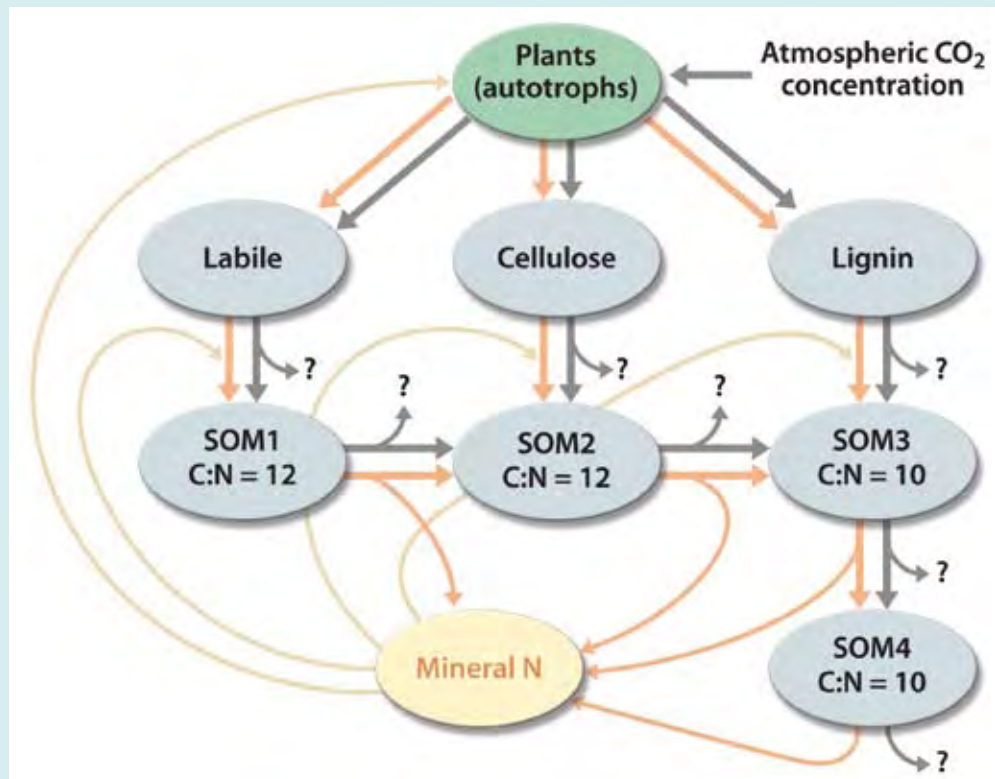 Plants
(autotrophs)
Atmospheric CO₂
concentration
Labile
Cellulose
Lignin
?
?
?
?
?
SOM1
C:N = 12
SOM2
C:N = 12
SOM3
C:N = 10
?
Mineral N
SOM4
C:N = 10
?